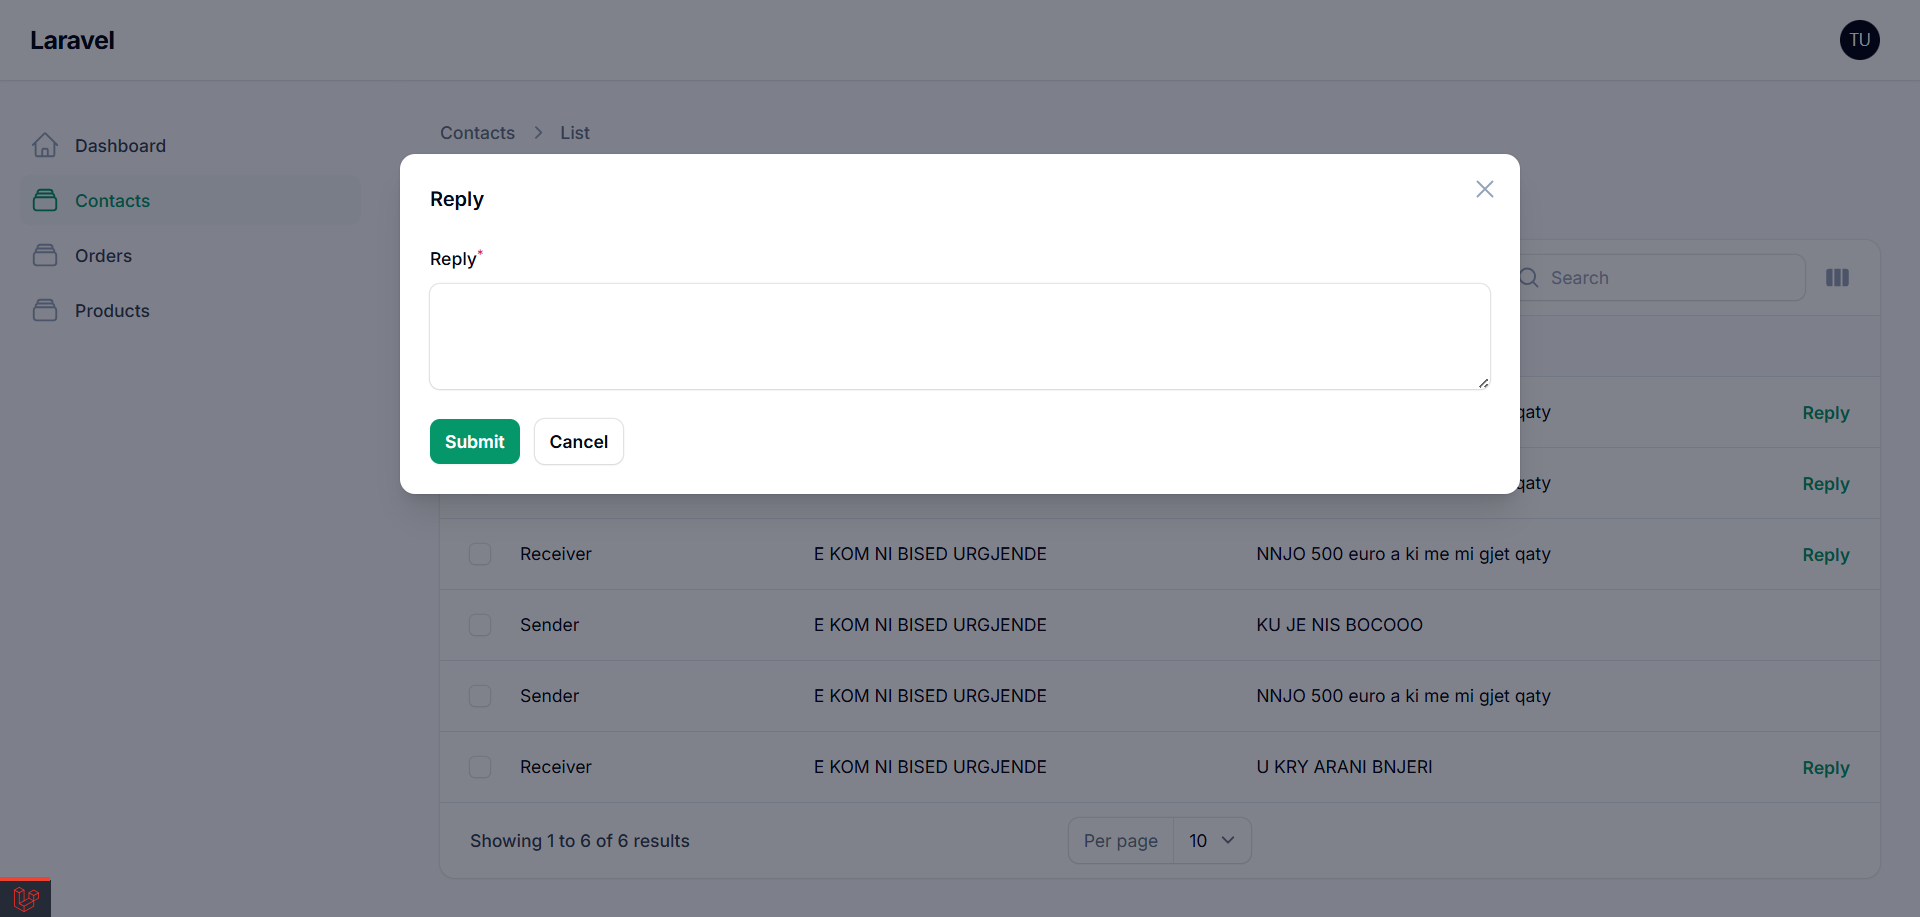 Laravel
TU
Dashboard
Contacts
Orders
Products
Contacts > List
Reply
Reply*
Submit Cancel
Search
qaty Reply
qaty Reply
Receiver E KOM NI BISED URGJENDE NNJO 500 euro a ki me mi gjet qaty Reply
Sender E KOM NI BISED URGJENDE KU JE NIS BOCOOO
Sender E KOM NI BISED URGJENDE NNJO 500 euro a ki me mi gjet qaty
Receiver E KOM NI BISED URGJENDE U KRY ARANI BNJERI Reply
Showing 1 to 6 of 6 results Per page 10